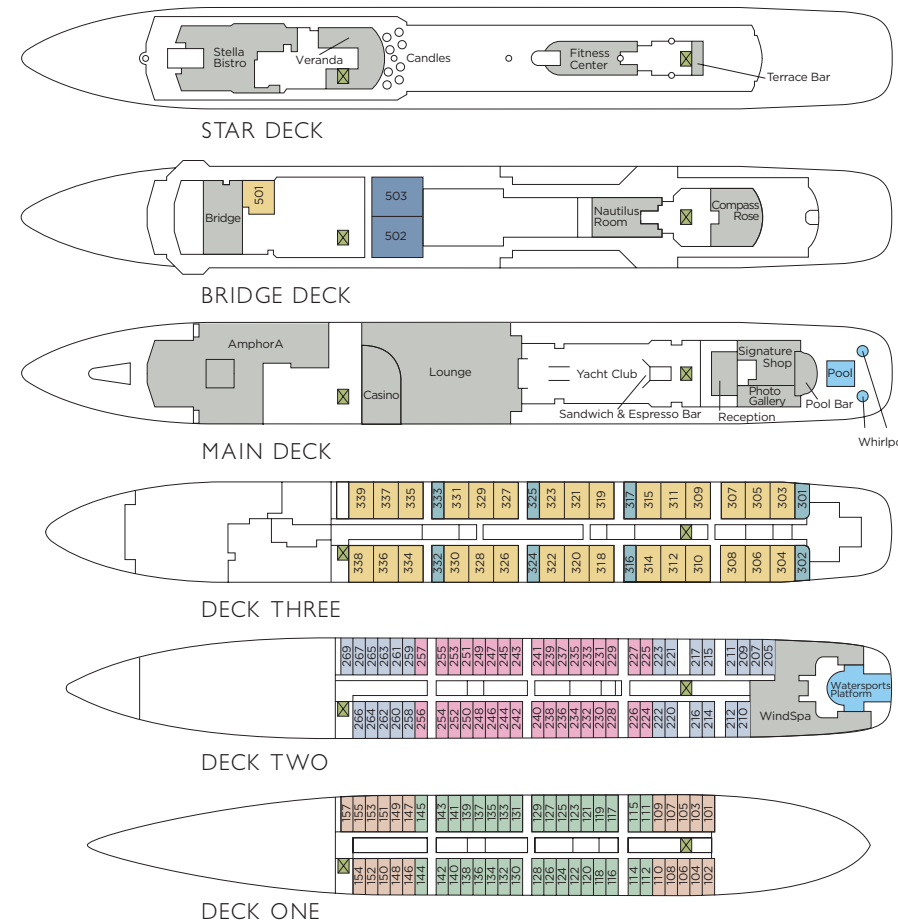 Stella
Bistro
Veranda
Candles
Fitness
Center
Terrace Bar
STAR DECK
Bridge
501
503
502
Nautilus
Room
Compass
Rose
BRIDGE DECK
AmphorA
Casino
Lounge
Yacht Club
Sandwich & Espresso Bar
Reception
Signature
Shop
Photo
Gallery
Pool Bar
Pool
Whirlpo
MAIN DECK
339 337 335 333 331 329 327 325 323 321 319 317 315 311 309 307 305 303 301
338 336 334 332 330 328 326 324 322 320 318 316 314 312 310 308 306 304 302
DECK THREE
269 267 265 263 261 259 257 255 253 251 249 247 245 243 241 239 237 235 233 231 229 227 225 223 221 217 215 211 209 207 205
266 264 262 260 258 256 254 252 250 248 246 244 242 240 238 236 234 232 230 228 226 224 222 220 216 214 212 210
WindSpa
Watersports
Platform
DECK TWO
157 155 153 151 149 147 145 143 141 139 137 135 133 131 129 127 125 123 121 119 117 115 111 109 107 105 103 101
154 152 150 148 146 144 142 140 138 136 134 132 130 128 126 124 122 120 118 116 114 112 110 108 106 104 102
DECK ONE